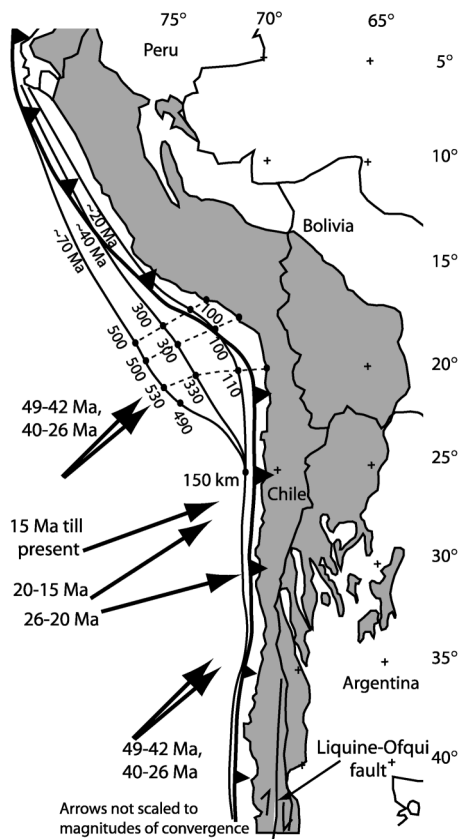 75°
70°
65°
Peru
5°
10°
~20 Ma
~40 Ma
~70 Ma
Bolivia
15°
100
300
500
100
300
500
20°
110
330
530
490
49-42 Ma,
40-26 Ma
25°
150 km
Chile
15 Ma till
present
30°
20-15 Ma
26-20 Ma
35°
Argentina
49-42 Ma,
40-26 Ma
Liquine-Ofqui
fault
40°
Arrows not scaled to
magnitudes of convergence